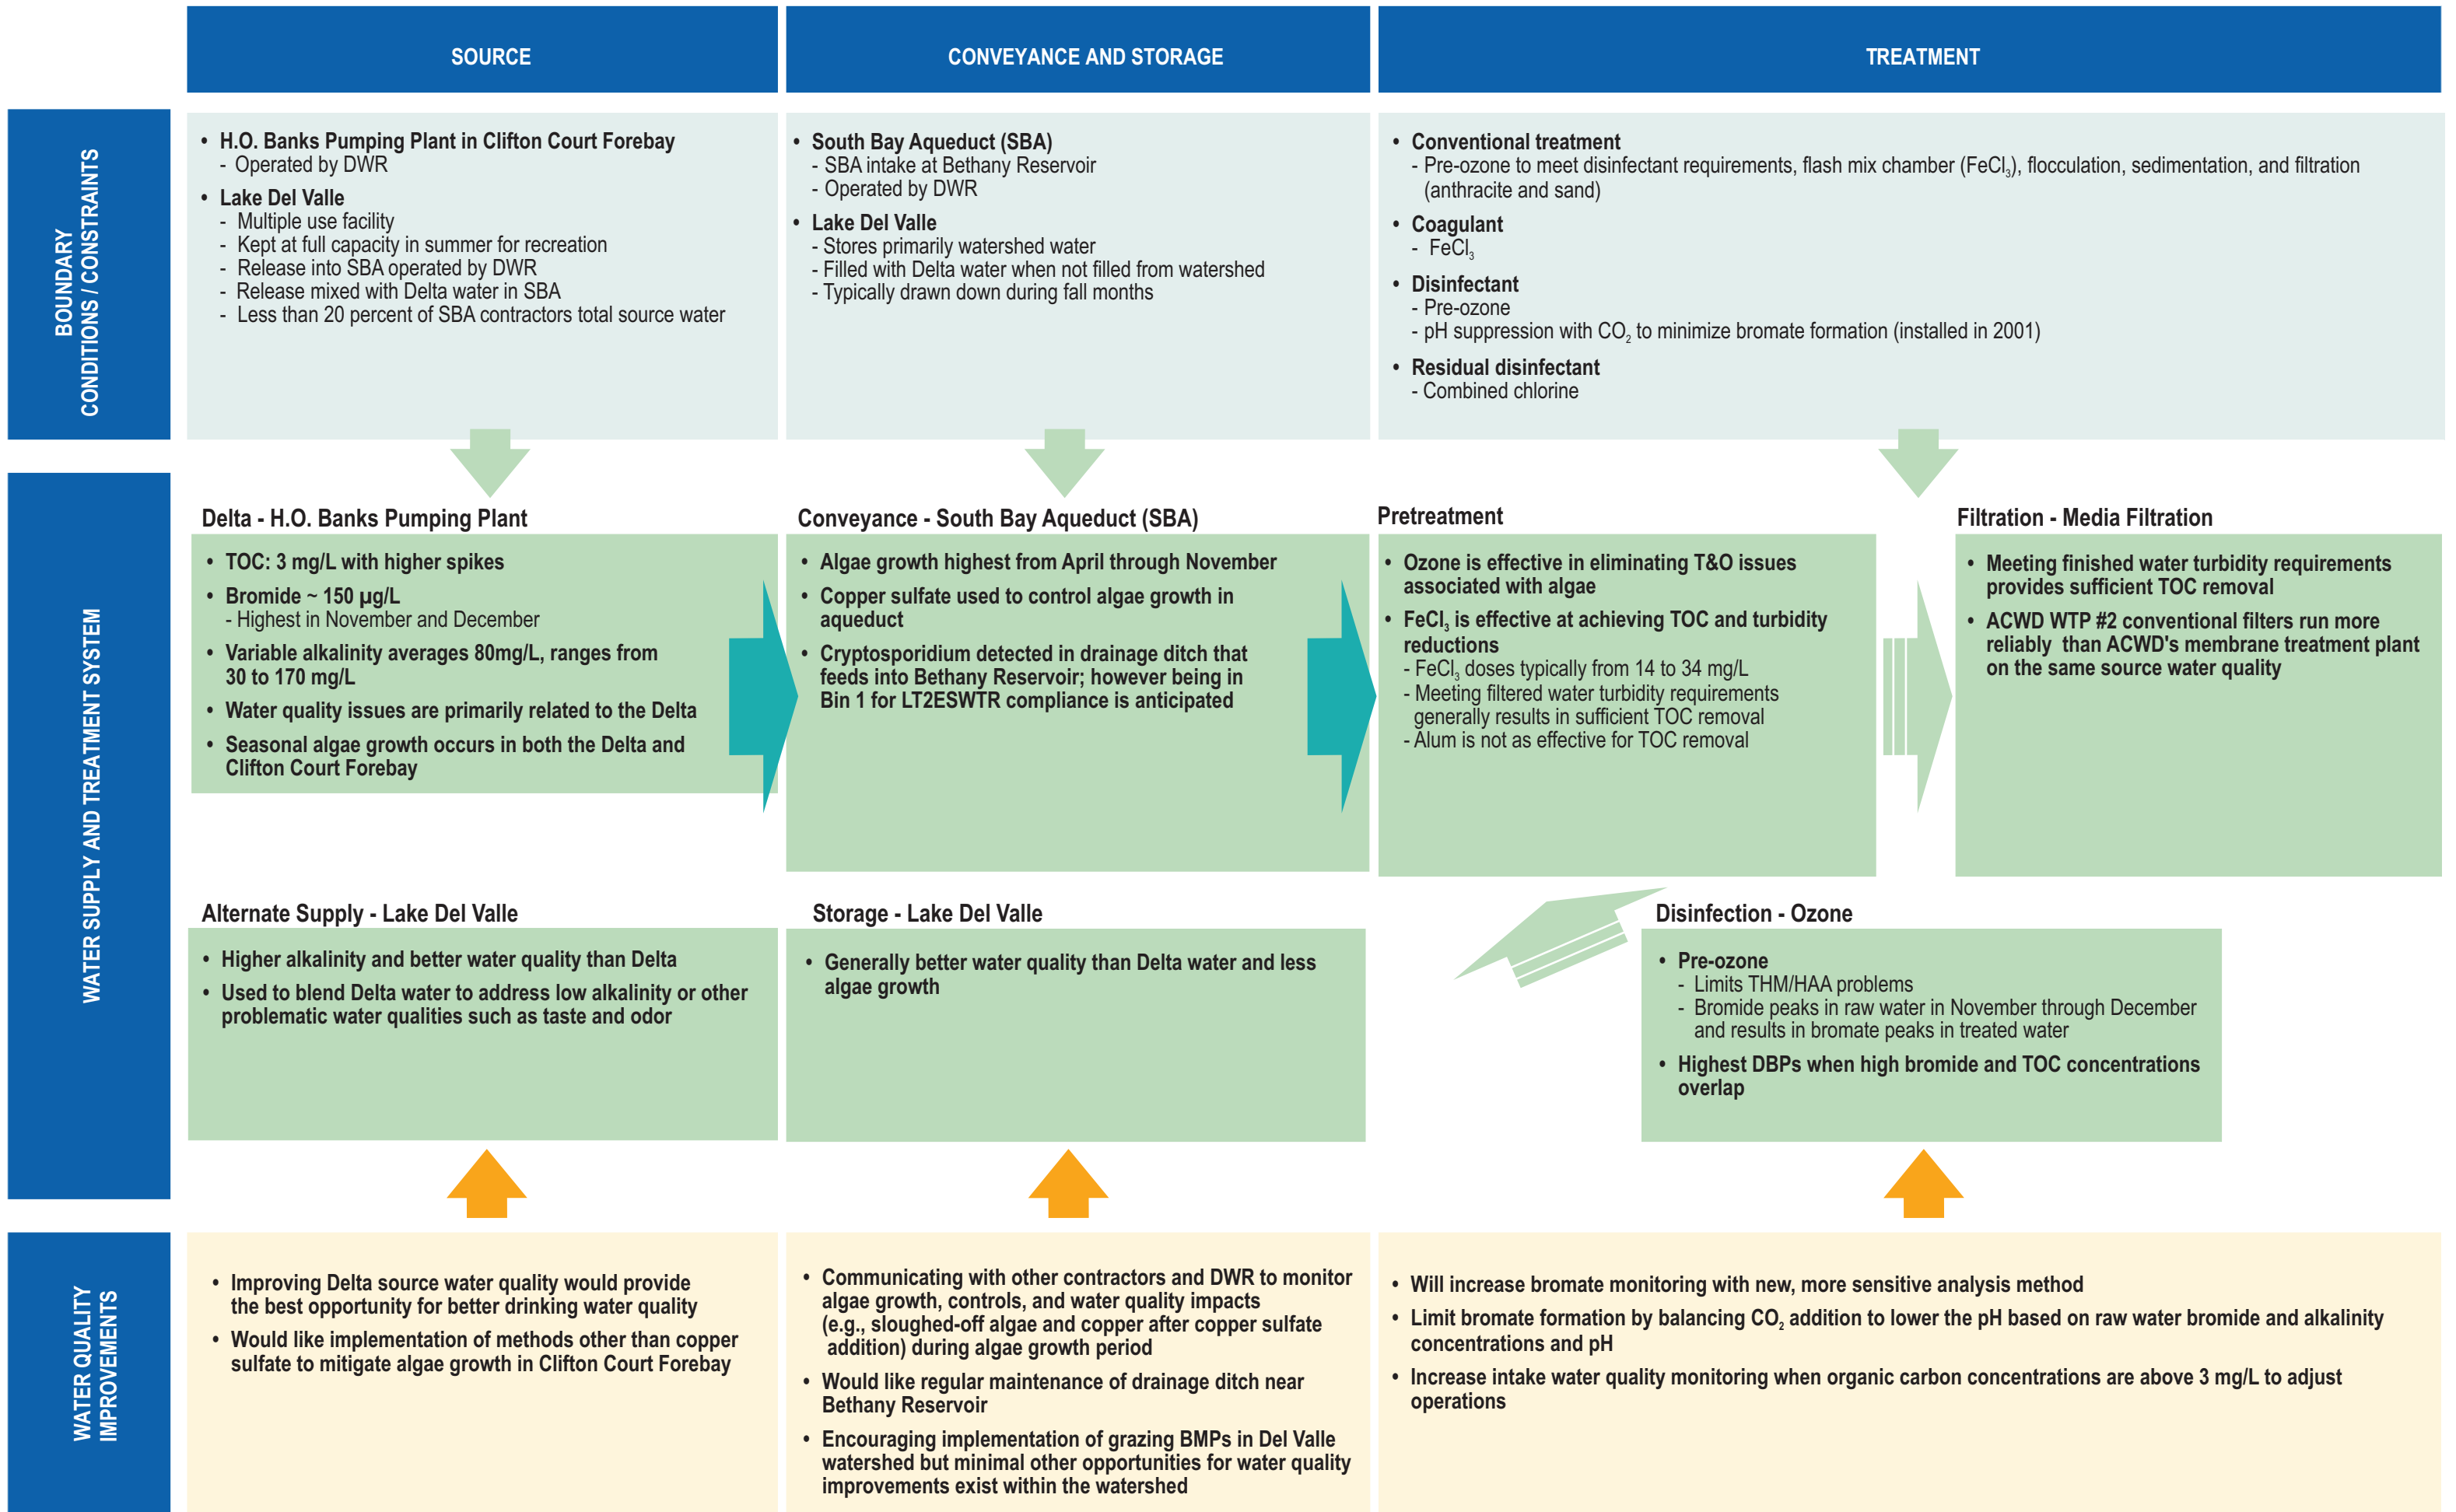 SOURCE
CONVEYANCE AND STORAGE
TREATMENT
BOUNDARY
CONDITIONS / CONSTRAINTS
• H.O. Banks Pumping Plant in Clifton Court Forebay
- Operated by DWR
• Lake Del Valle
- Multiple use facility
- Kept at full capacity in summer for recreation
- Release into SBA operated by DWR
- Release mixed with Delta water in SBA
- Less than 20 percent of SBA contractors total source water
• South Bay Aqueduct (SBA)
- SBA intake at Bethany Reservoir
- Operated by DWR
• Lake Del Valle
- Stores primarily watershed water
- Filled with Delta water when not filled from watershed
- Typically drawn down during fall months
• Conventional treatment
- Pre-ozone to meet disinfectant requirements, flash mix chamber (FeCl₃), flocculation, sedimentation, and filtration
(anthracite and sand)
• Coagulant
- FeCl₃
• Disinfectant
- Pre-ozone
- pH suppression with CO₂ to minimize bromate formation (installed in 2001)
• Residual disinfectant
- Combined chlorine
WATER SUPPLY AND TREATMENT SYSTEM
Delta - H.O. Banks Pumping Plant
• TOC: 3 mg/L with higher spikes
• Bromide ~ 150 µg/L
- Highest in November and December
• Variable alkalinity averages 80mg/L, ranges from
30 to 170 mg/L
• Water quality issues are primarily related to the Delta
• Seasonal algae growth occurs in both the Delta and
Clifton Court Forebay
Conveyance - South Bay Aqueduct (SBA)
• Algae growth highest from April through November
• Copper sulfate used to control algae growth in
aqueduct
• Cryptosporidium detected in drainage ditch that
feeds into Bethany Reservoir; however being in
Bin 1 for LT2ESWTR compliance is anticipated
Pretreatment
• Ozone is effective in eliminating T&O issues
associated with algae
• FeCl₃ is effective at achieving TOC and turbidity
reductions
- FeCl₃ doses typically from 14 to 34 mg/L
- Meeting filtered water turbidity requirements
generally results in sufficient TOC removal
- Alum is not as effective for TOC removal
Filtration - Media Filtration
• Meeting finished water turbidity requirements
provides sufficient TOC removal
• ACWD WTP #2 conventional filters run more
reliably than ACWD's membrane treatment plant
on the same source water quality
Alternate Supply - Lake Del Valle
• Higher alkalinity and better water quality than Delta
• Used to blend Delta water to address low alkalinity or other
problematic water qualities such as taste and odor
Storage - Lake Del Valle
• Generally better water quality than Delta water and less
algae growth
Disinfection - Ozone
• Pre-ozone
- Limits THM/HAA problems
- Bromide peaks in raw water in November through December
and results in bromate peaks in treated water
• Highest DBPs when high bromide and TOC concentrations
overlap
WATER QUALITY
IMPROVEMENTS
• Improving Delta source water quality would provide
the best opportunity for better drinking water quality
• Would like implementation of methods other than copper
sulfate to mitigate algae growth in Clifton Court Forebay
• Communicating with other contractors and DWR to monitor
algae growth, controls, and water quality impacts
(e.g., sloughed-off algae and copper after copper sulfate
addition) during algae growth period
• Would like regular maintenance of drainage ditch near
Bethany Reservoir
• Encouraging implementation of grazing BMPs in Del Valle
watershed but minimal other opportunities for water quality
improvements exist within the watershed
• Will increase bromate monitoring with new, more sensitive analysis method
• Limit bromate formation by balancing CO₂ addition to lower the pH based on raw water bromide and alkalinity
concentrations and pH
• Increase intake water quality monitoring when organic carbon concentrations are above 3 mg/L to adjust
operations